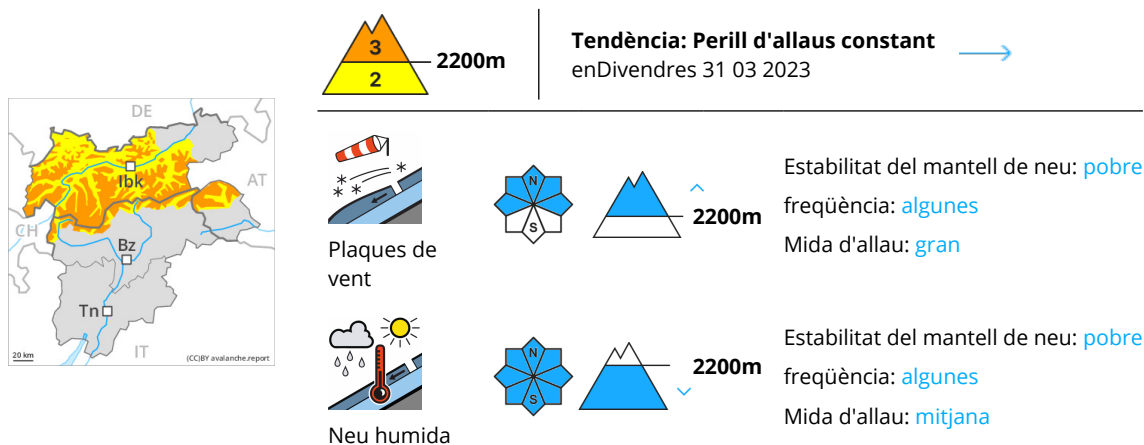 3
2
2200m
Tendència: Perill d'allaus constant
enDivendres 31 03 2023
DE
AT
Ibk
CH
Bz
Tn
IT
20 km
(CC)BY avalanche.report
Plaques de
vent
N
S
2200m
Estabilitat del mantell de neu: pobre
freqüència: algunes
Mida d'allau: gran
Neu humida
N
S
2200m
Estabilitat del mantell de neu: pobre
freqüència: algunes
Mida d'allau: mitjana